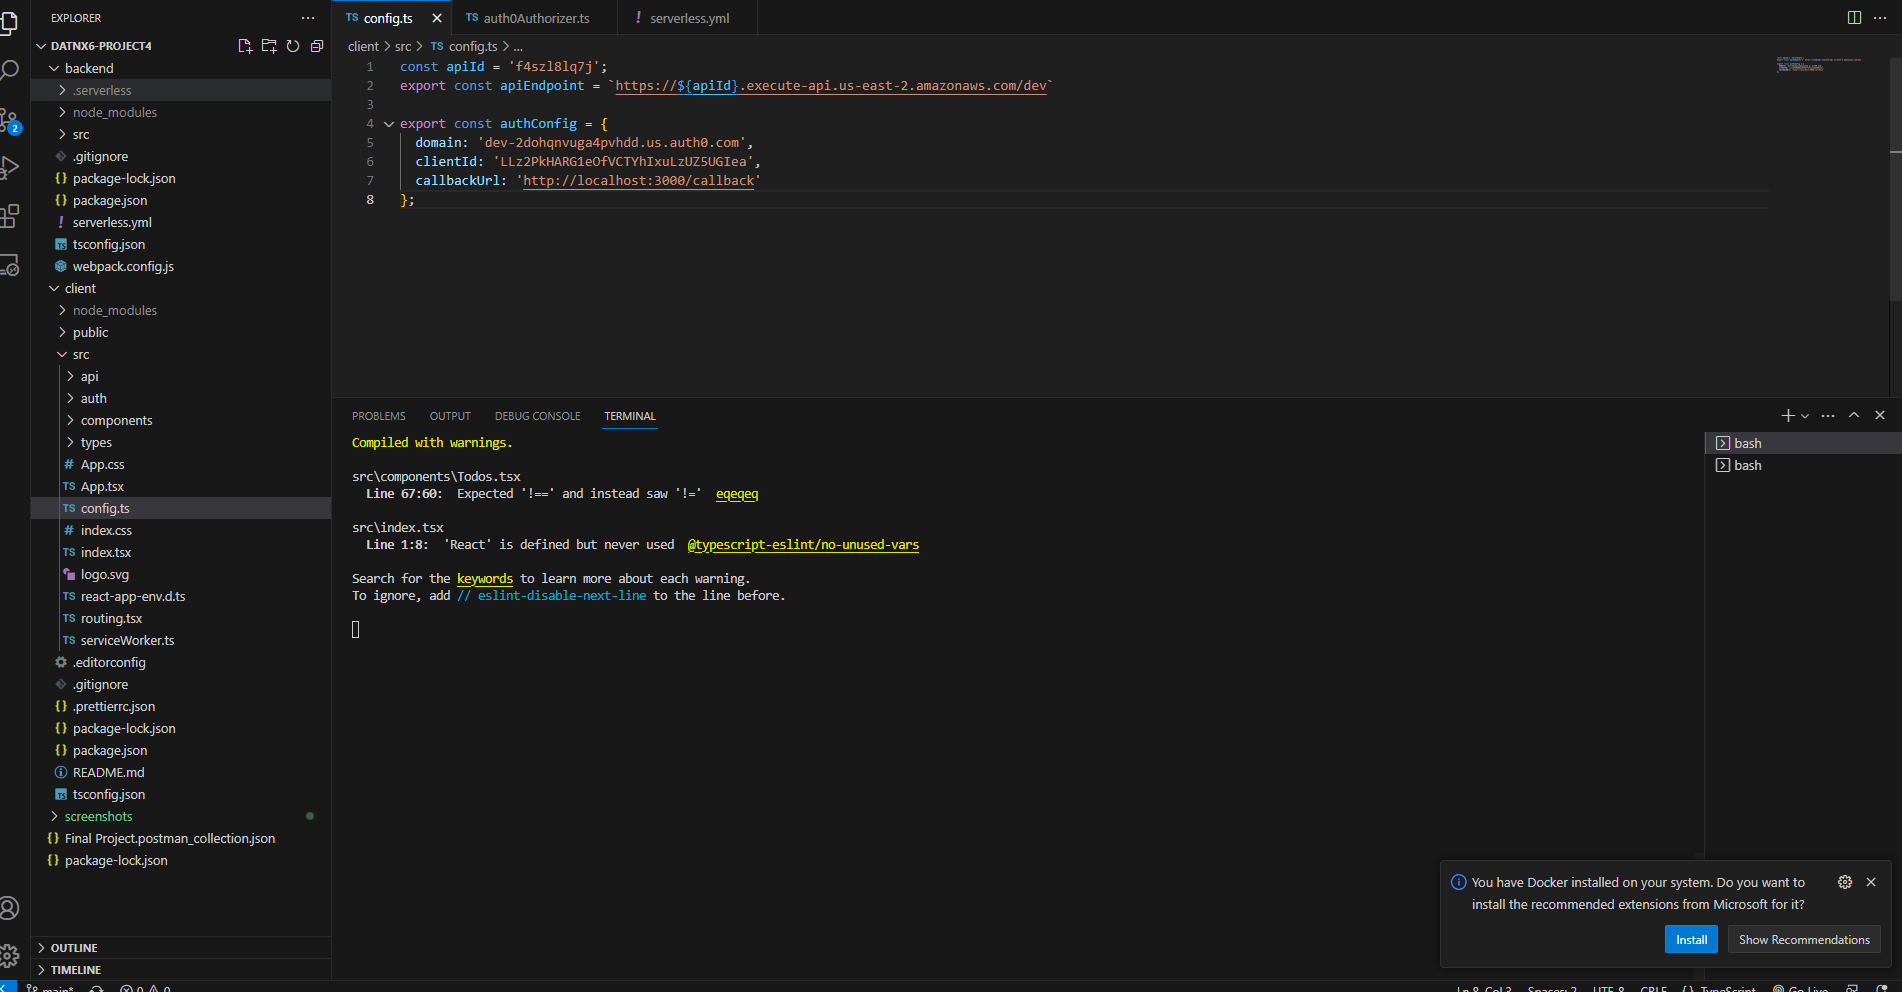 EXPLORER
DATNX6-PROJECT4
backend
.serverless
node_modules
src
.gitignore
package-lock.json
package.json
serverless.yml
tsconfig.json
webpack.config.js
client
node_modules
public
src
api
auth
components
types
App.css
App.tsx
config.ts
index.css
index.tsx
logo.svg
react-app-env.d.ts
routing.tsx
serviceWorker.ts
.editorconfig
.gitignore
.prettierrc.json
package-lock.json
package.json
README.md
tsconfig.json
screenshots
Final Project.postman_collection.json
package-lock.json
OUTLINE
TIMELINE
2
TS config.ts
TS auth0Authorizer.ts
! serverless.yml
client > src > TS config.ts > ...
1 const apiId = 'f4szl8lq7j';
2 export const apiEndpoint = `https://${apiId}.execute-api.us-east-2.amazonaws.com/dev`
3
4 export const authConfig = {
5 domain: 'dev-2dohqnvuga4pvhdd.us.auth0.com',
6 clientId: 'LLz2PkHARG1eOfVCTYhIxuLzUZ5UGIea',
7 callbackUrl: 'http://localhost:3000/callback'
8 };
PROBLEMS OUTPUT DEBUG CONSOLE TERMINAL
Compiled with warnings.
src\components\Todos.tsx
Line 67:60: Expected '!==' and instead saw '!=' eqeqeq
src\index.tsx
Line 1:8: 'React' is defined but never used @typescript-eslint/no-unused-vars
Search for the keywords to learn more about each warning.
To ignore, add // eslint-disable-next-line to the line before.
bash
bash
You have Docker installed on your system. Do you want to
install the recommended extensions from Microsoft for it?
Install
Show Recommendations
main* 0 0
Ln 8, Col 3 Spaces: 2 UTF-8 CRLF {} TypeScript Go Live